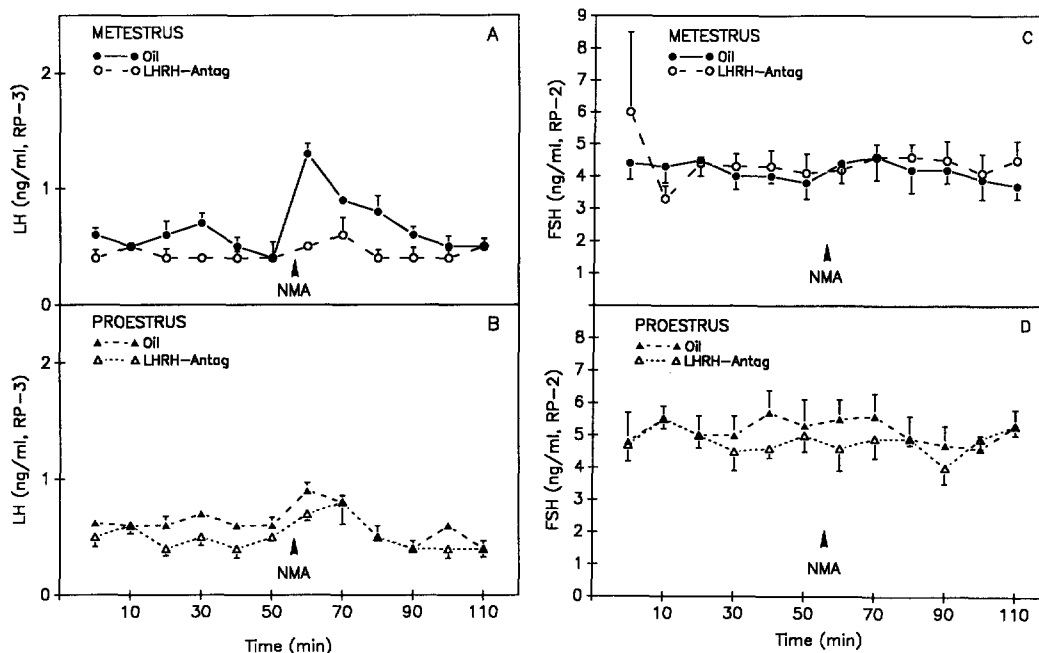 METESTRUS
A
Oil
LHRH-Antag
2
1
0
LH (ng/ml, RP-3)
NMA
PROESTRUS
B
Oil
LHRH-Antag
2
1
0
LH (ng/ml, RP-3)
NMA
10 30 50 70 90 110
Time (min)
METESTRUS
C
Oil
LHRH-Antag
9
8
7
6
5
4
3
2
1
0
FSH (ng/ml, RP-2)
NMA
PROESTRUS
D
Oil
LHRH-Antag
8
7
6
5
4
3
2
1
0
FSH (ng/ml, RP-2)
NMA
10 30 50 70 90 110
Time (min)